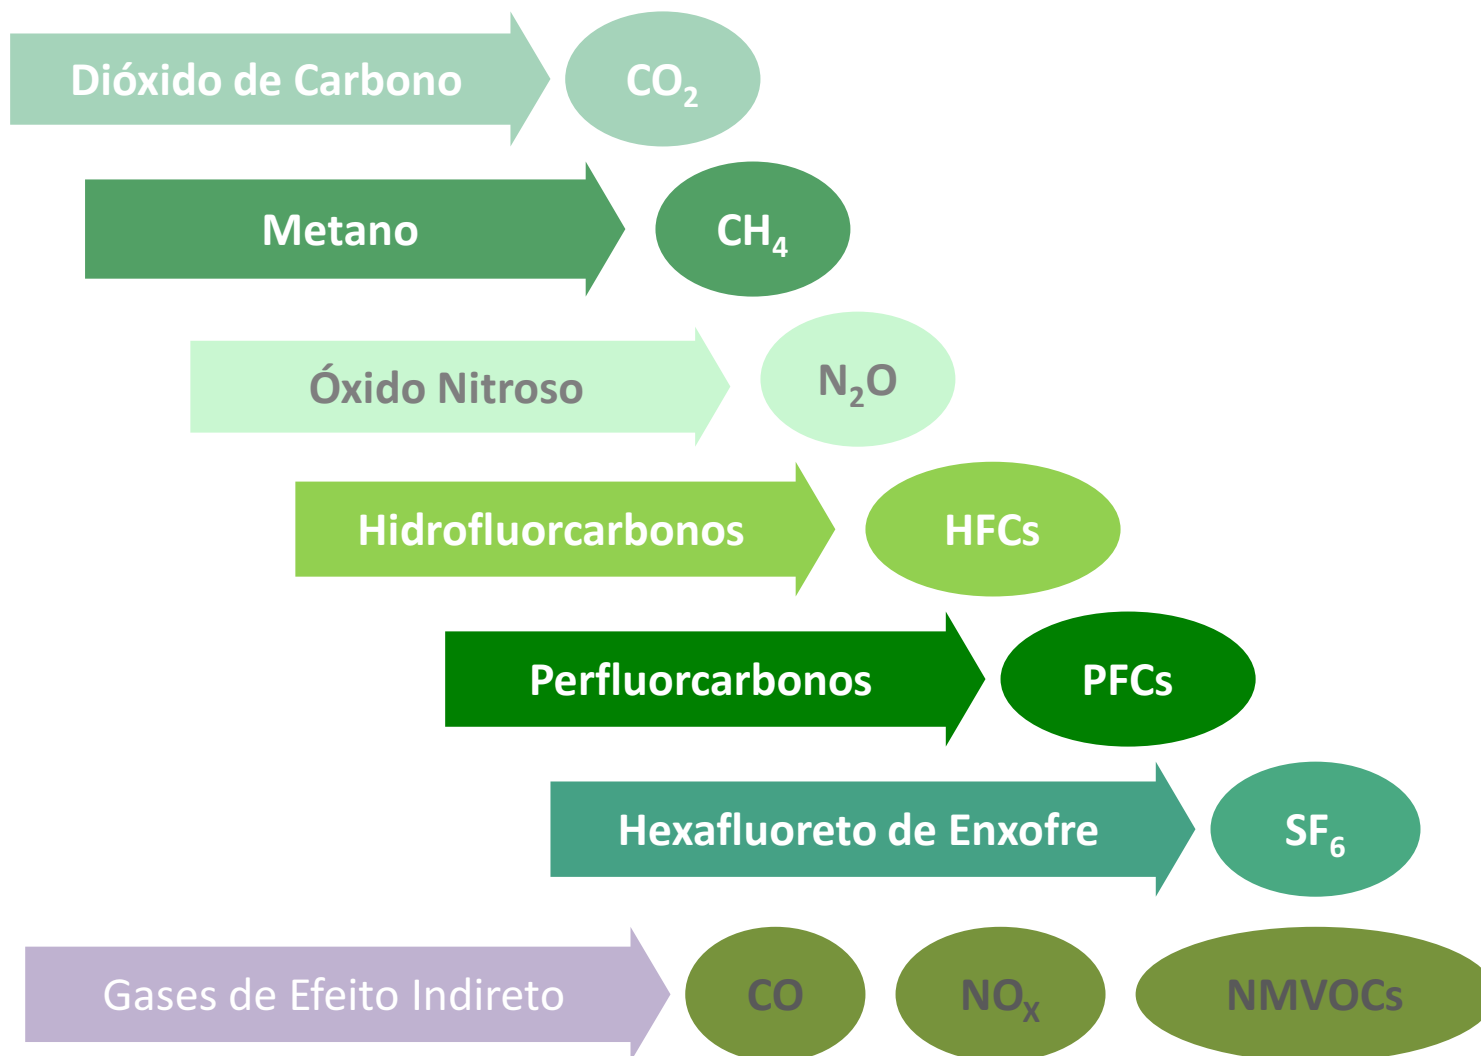 Dióxido de Carbono CO₂
Metano CH₄
Óxido Nitroso N₂O
Hidrofluorcarbonos HFCs
Perfluorcarbonos PFCs
Hexafluoreto de Enxofre SF₆
Gases de Efeito Indireto CO NOₓ NMVOCs